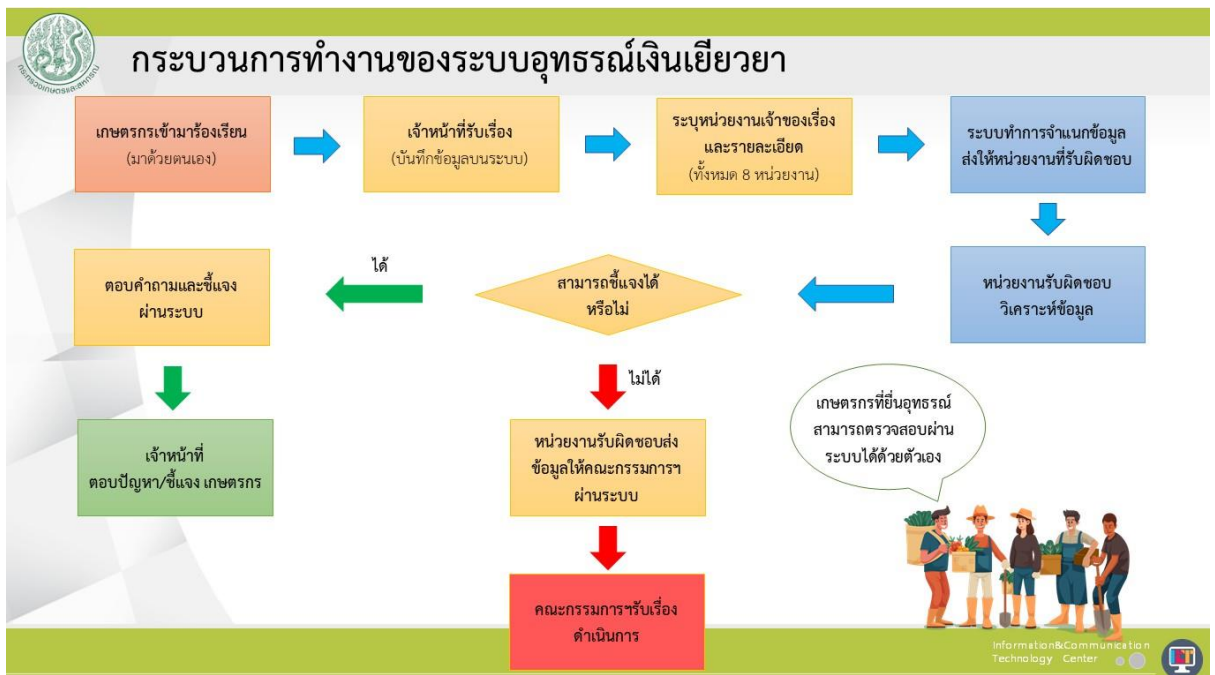 กระทรวงเกษตรและสหกรณ์
กระบวนการทำงานของระบบอุทธรณ์เงินเยียวยา
เกษตรกรเข้ามาร้องเรียน
(มาด้วยตนเอง)
เจ้าหน้าที่รับเรื่อง
(บันทึกข้อมูลบนระบบ)
ระบุหน่วยงานเจ้าของเรื่อง
และรายละเอียด
(ทั้งหมด 8 หน่วยงาน)
ระบบทำการจำแนกข้อมูล
ส่งให้หน่วยงานที่รับผิดชอบ
หน่วยงานรับผิดชอบ
วิเคราะห์ข้อมูล
สามารถชี้แจงได้
หรือไม่
ได้
ตอบคำถามและชี้แจง
ผ่านระบบ
เจ้าหน้าที่
ตอบปัญหา/ชี้แจง เกษตรกร
ไม่ได้
หน่วยงานรับผิดชอบส่ง
ข้อมูลให้คณะกรรมการฯ
ผ่านระบบ
คณะกรรมการฯรับเรื่อง
ดำเนินการ
เกษตรกรที่ยื่นอุทธรณ์
สามารถตรวจสอบผ่าน
ระบบได้ด้วยตัวเอง
Information&Communication
Technology Center